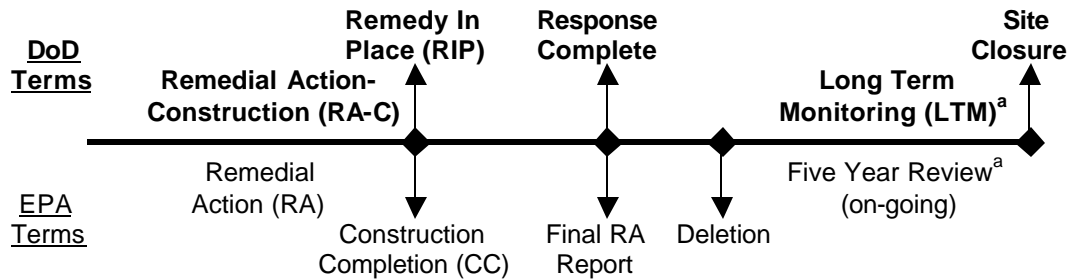 DoD
Terms
Remedial Action-
Construction (RA-C)
Remedy In
Place (RIP)
Response
Complete
Long Term
Monitoring (LTM)a
Site
Closure
EPA
Terms
Remedial
Action (RA)
Construction
Completion (CC)
Final RA
Report
Deletion
Five Year Reviewa
(on-going)